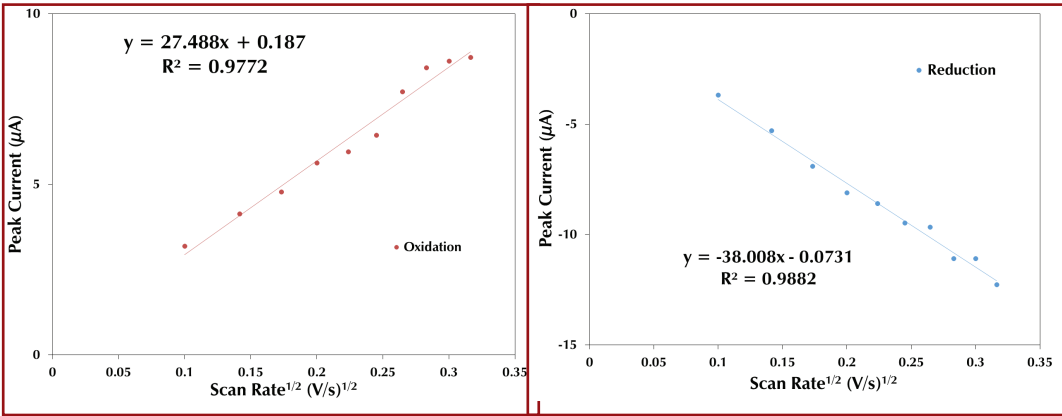 10
y = 27.488x + 0.187
R² = 0.9772
Peak Current (µA)
5
Oxidation
0
0 0.05 0.1 0.15 0.2 0.25 0.3 0.35
Scan Rate¹/² (V/s)¹/²
0
Reduction
-5
Peak Current (µA)
-10
y = -38.008x - 0.0731
R² = 0.9882
-15
0 0.05 0.1 0.15 0.2 0.25 0.3 0.35
Scan Rate¹/² (V/s)¹/²